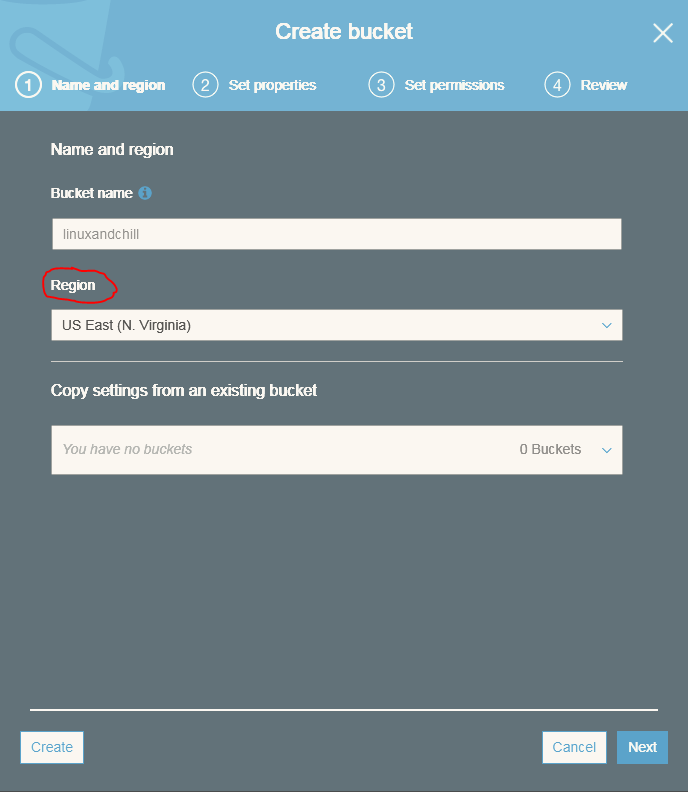 Create bucket
1 Name and region 2 Set properties 3 Set permissions 4 Review
Name and region
Bucket name
linuxandchill
Region
US East (N. Virginia)
Copy settings from an existing bucket
You have no buckets 0 Buckets
Create Cancel Next